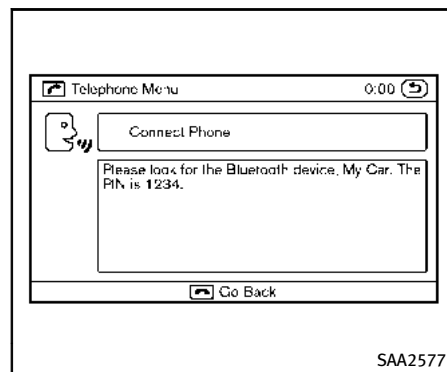 Telephone Menu 0:00
Connect Phone
Please look for the Bluetooth device, My Car. The
PIN is 1234.
Go Back
SAA2577